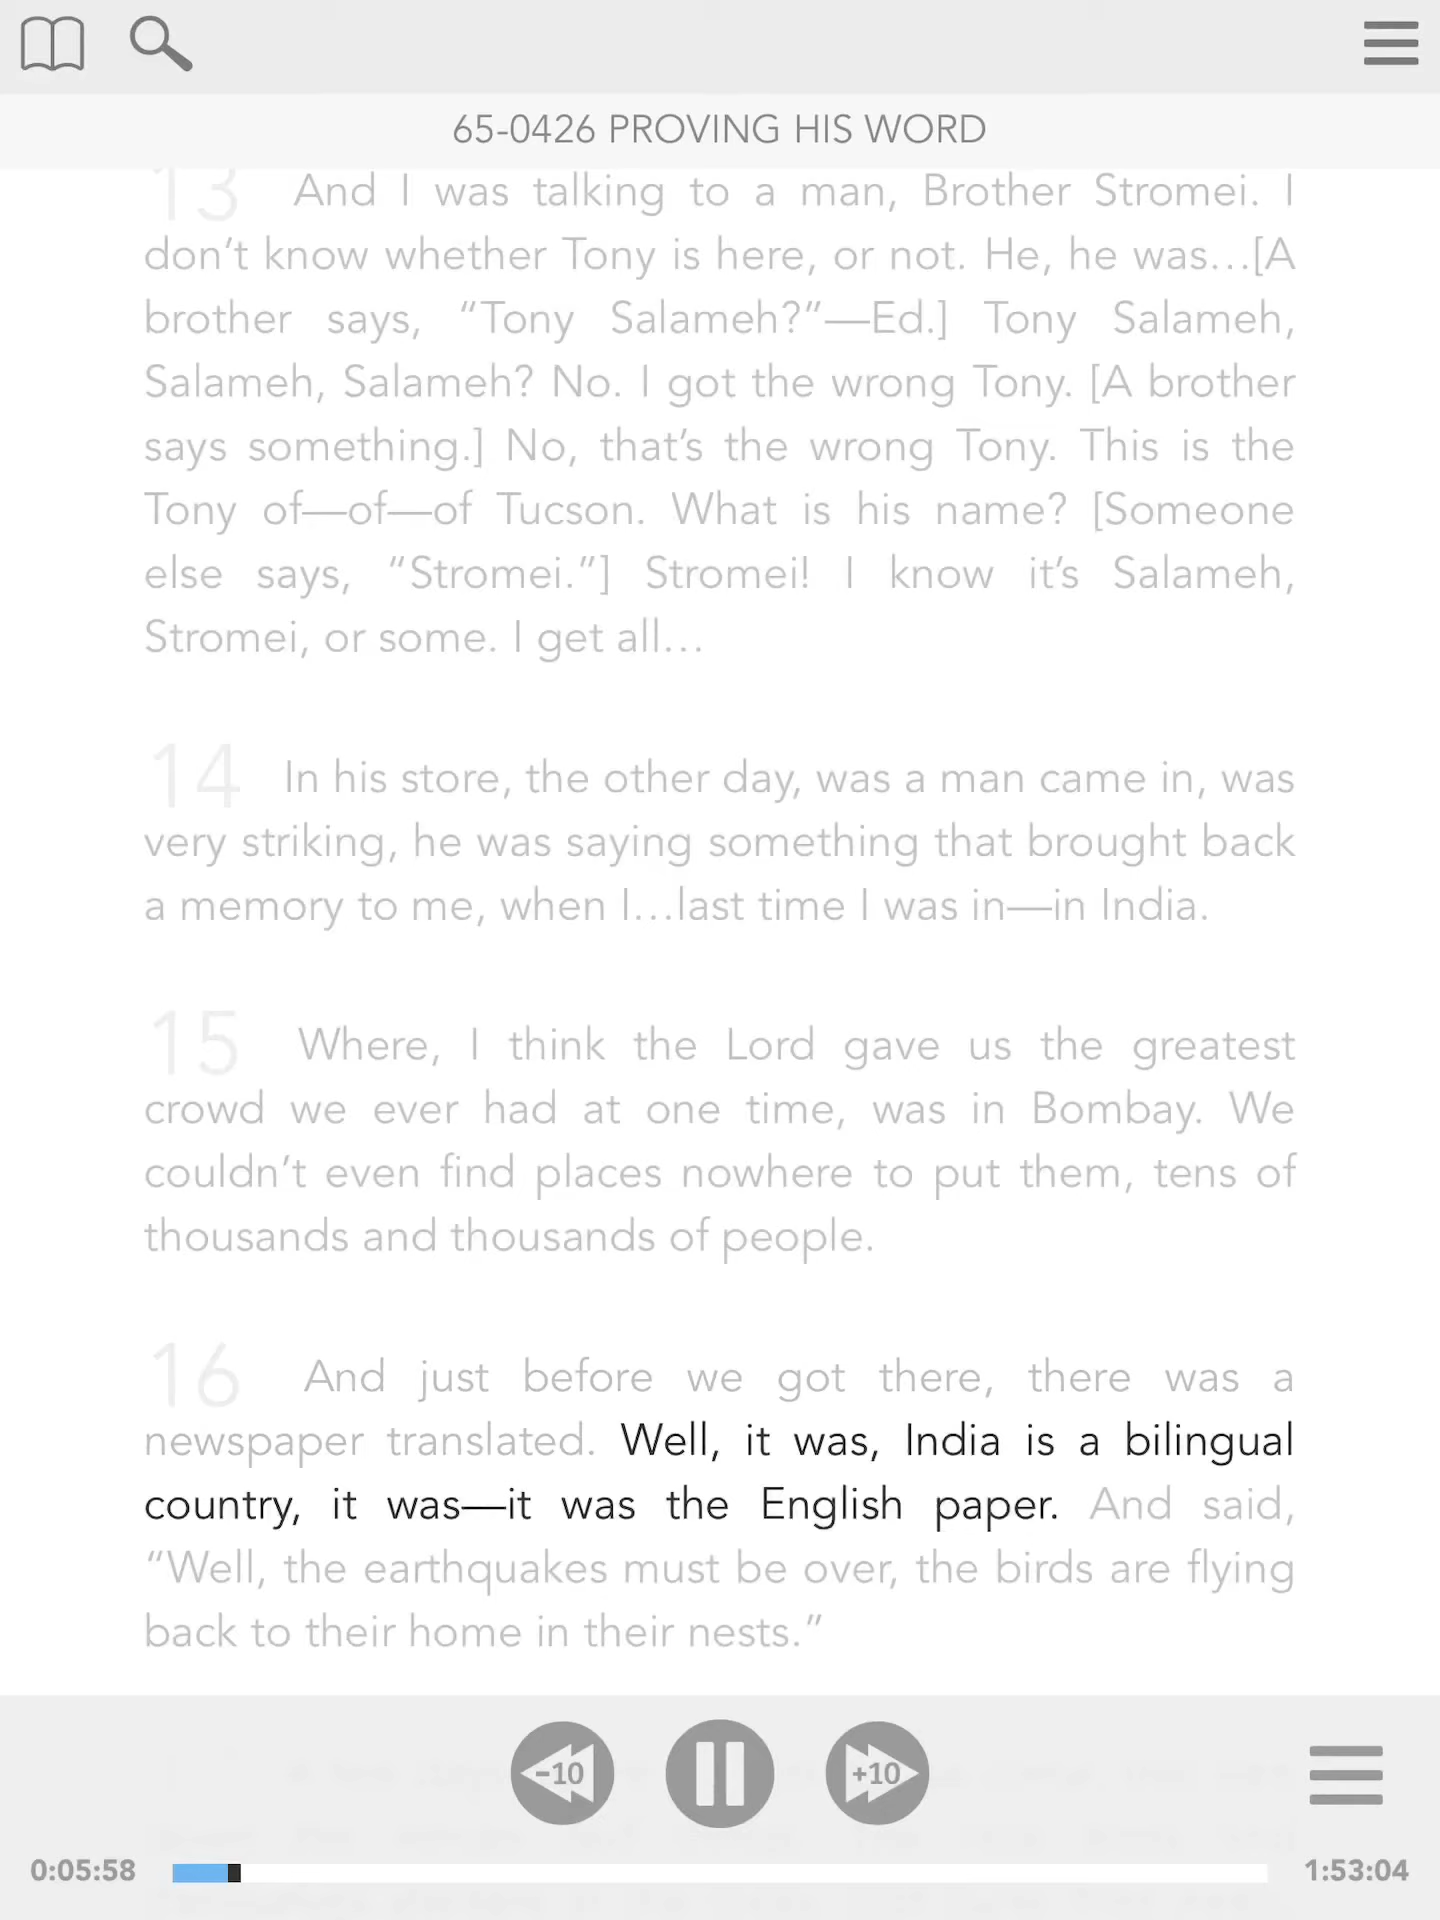 65-0426 PROVING HIS WORD
13 And I was talking to a man, Brother Stromei. I
don’t know whether Tony is here, or not. He, he was…[A
brother says, “Tony Salameh?”—Ed.] Tony Salameh,
Salameh, Salameh? No. I got the wrong Tony. [A brother
says something.] No, that’s the wrong Tony. This is the
Tony of—of—of Tucson. What is his name? [Someone
else says, “Stromei.”] Stromei! I know it’s Salameh,
Stromei, or some. I get all…
14 In his store, the other day, was a man came in, was
very striking, he was saying something that brought back
a memory to me, when I…last time I was in—in India.
15 Where, I think the Lord gave us the greatest
crowd we ever had at one time, was in Bombay. We
couldn’t even find places nowhere to put them, tens of
thousands and thousands of people.
16 And just before we got there, there was a
newspaper translated. Well, it was, India is a bilingual
country, it was—it was the English paper. And said,
“Well, the earthquakes must be over, the birds are flying
back to their home in their nests.”
-10 +10
0:05:58 1:53:04